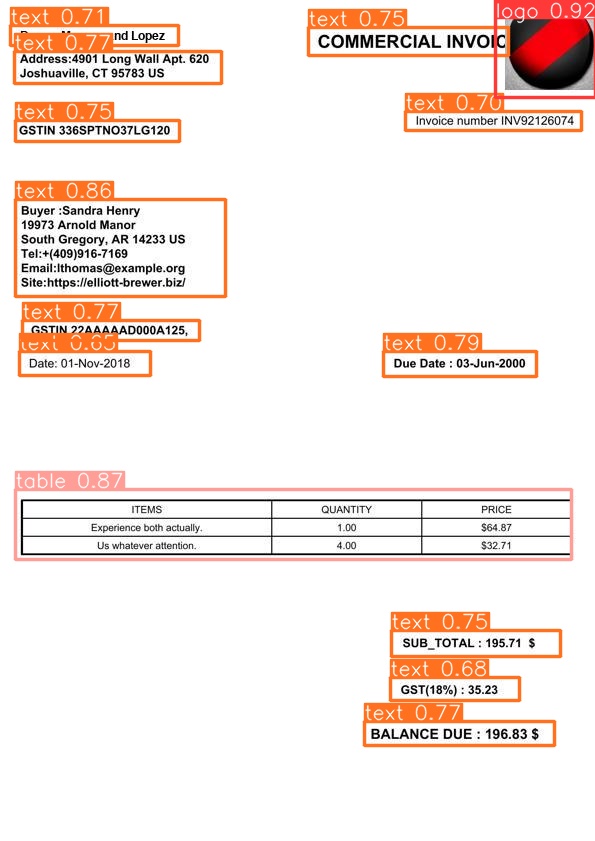 text 0.71
nd Lopez
text 0.77
Address:4901 Long Wall Apt. 620
Joshuaville, CT 95783 US
text 0.75
COMMERCIAL INVOIC
logo 0.92
text 0.70
Invoice number INV92126074
text 0.75
GSTIN 336SPTNO37LG120
text 0.86
Buyer :Sandra Henry
19973 Arnold Manor
South Gregory, AR 14233 US
Tel:+(409)916-7169
Email:lthomas@example.org
Site:https://elliott-brewer.biz/
text 0.77
GSTIN 22AAAAAD000A125,
text 0.65
Date: 01-Nov-2018
text 0.79
Due Date : 03-Jun-2000
table 0.87
ITEMS QUANTITY PRICE
Experience both actually. 1.00 $64.87
Us whatever attention. 4.00 $32.71
text 0.75
SUB_TOTAL : 195.71 $
text 0.68
GST(18%) : 35.23
text 0.77
BALANCE DUE : 196.83 $